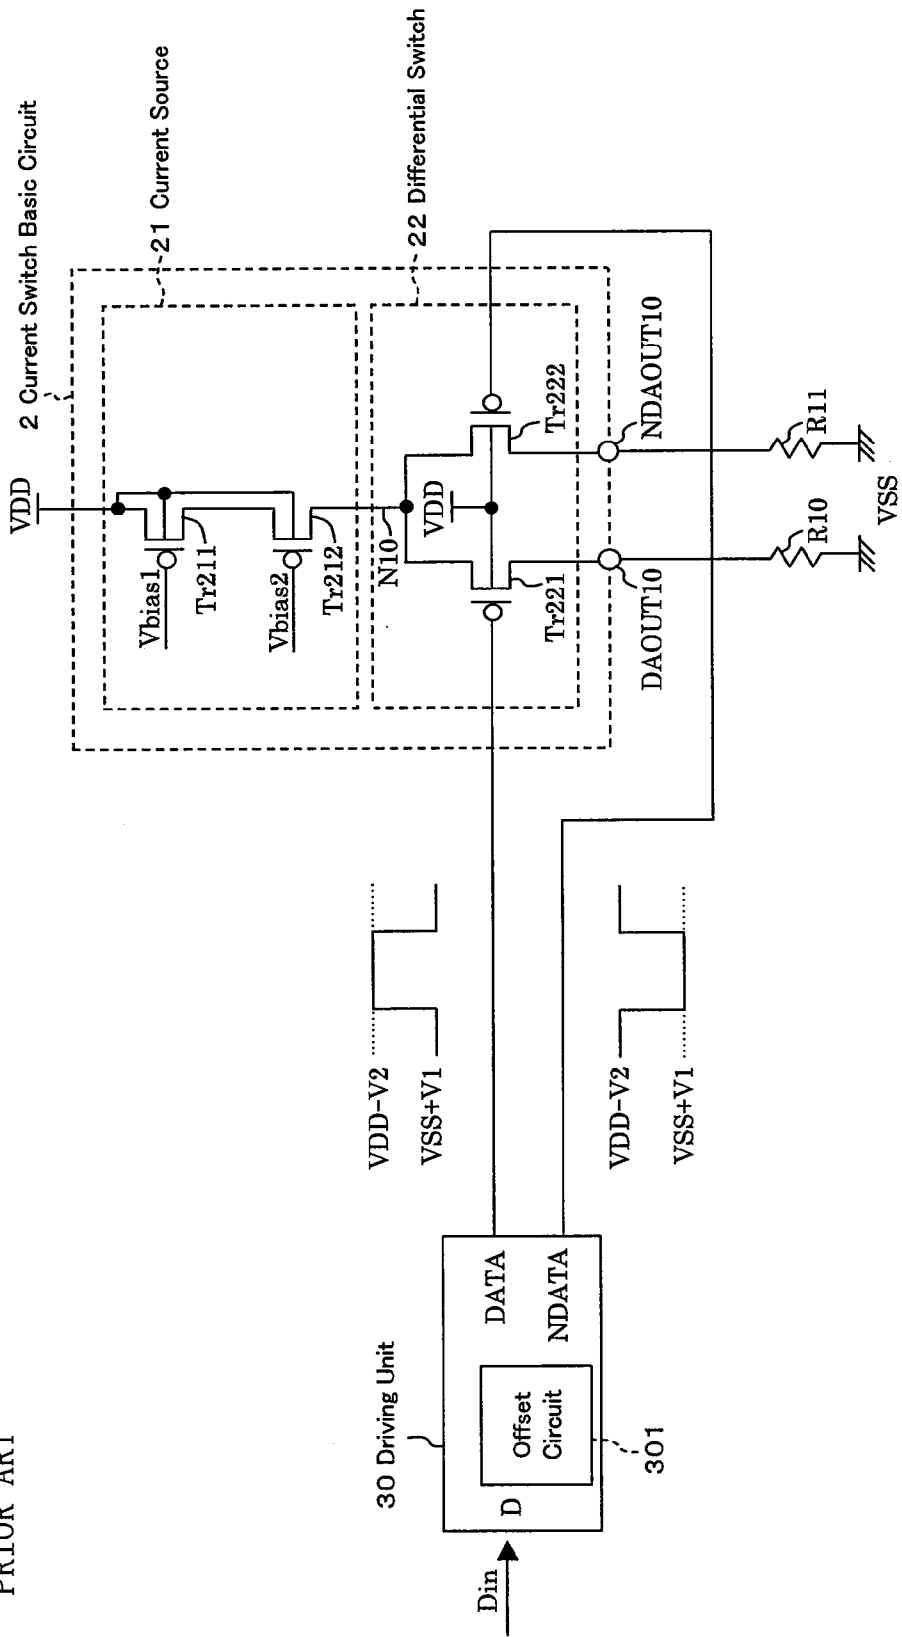 PRIOR ART
2 Current Switch Basic Circuit
21 Current Source
22 Differential Switch
VDD
Vbias1
Tr211
Vbias2
Tr212
N10
VDD
Tr221
Tr222
DAOUT10
NDAOUT10
R10
R11
VSS
VDD-V2
VSS+V1
VDD-V2
VSS+V1
30 Driving Unit
DATA
NDATA
D
Offset
Circuit
301
Din